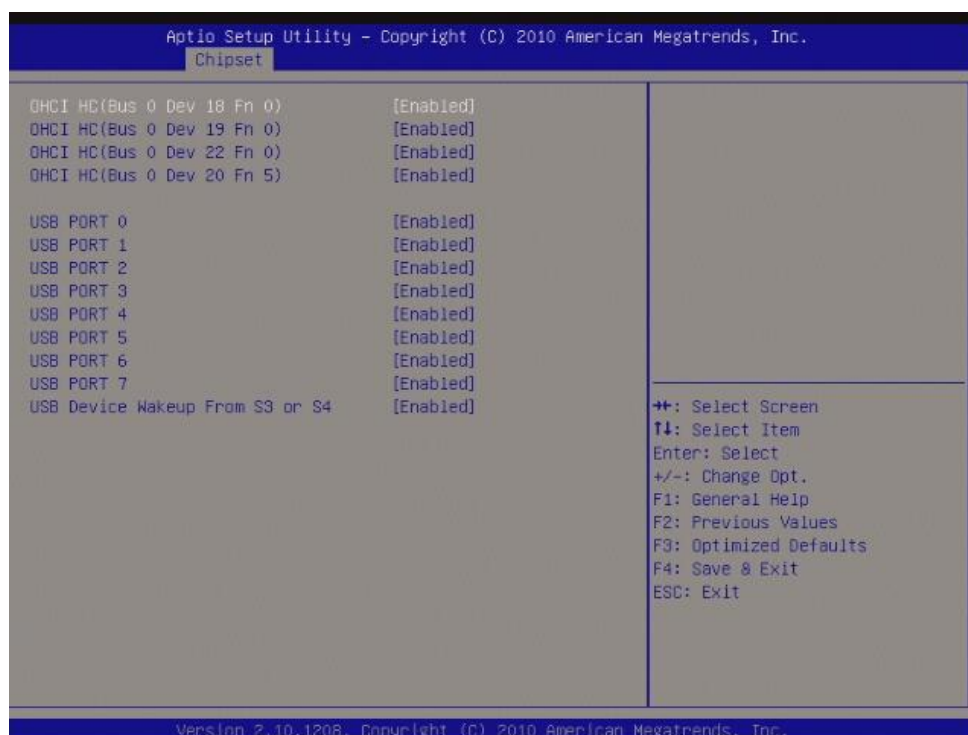 Aptio Setup Utility – Copyright (C) 2010 American Megatrends, Inc.
Chipset
OHCI HC(Bus 0 Dev 18 Fn 0) [Enabled]
OHCI HC(Bus 0 Dev 19 Fn 0) [Enabled]
OHCI HC(Bus 0 Dev 22 Fn 0) [Enabled]
OHCI HC(Bus 0 Dev 20 Fn 5) [Enabled]
USB PORT 0 [Enabled]
USB PORT 1 [Enabled]
USB PORT 2 [Enabled]
USB PORT 3 [Enabled]
USB PORT 4 [Enabled]
USB PORT 5 [Enabled]
USB PORT 6 [Enabled]
USB PORT 7 [Enabled]
USB Device Wakeup From S3 or S4 [Enabled]
→←: Select Screen
↑↓: Select Item
Enter: Select
+/-: Change Opt.
F1: General Help
F2: Previous Values
F3: Optimized Defaults
F4: Save & Exit
ESC: Exit
Version 2.10.1208. Copyright (C) 2010 American Megatrends, Inc.